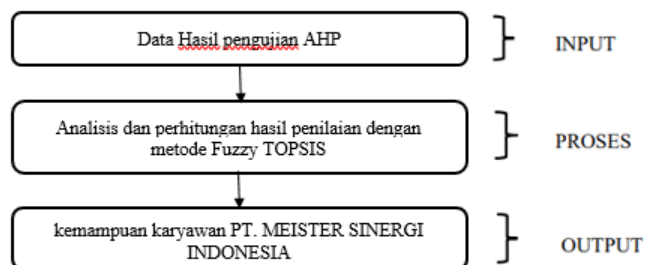 Data Hasil pengujian AHP
INPUT
Analisis dan perhitungan hasil penilaian dengan
metode Fuzzy TOPSIS
PROSES
kemampuan karyawan PT. MEISTER SINERGI
INDONESIA
OUTPUT